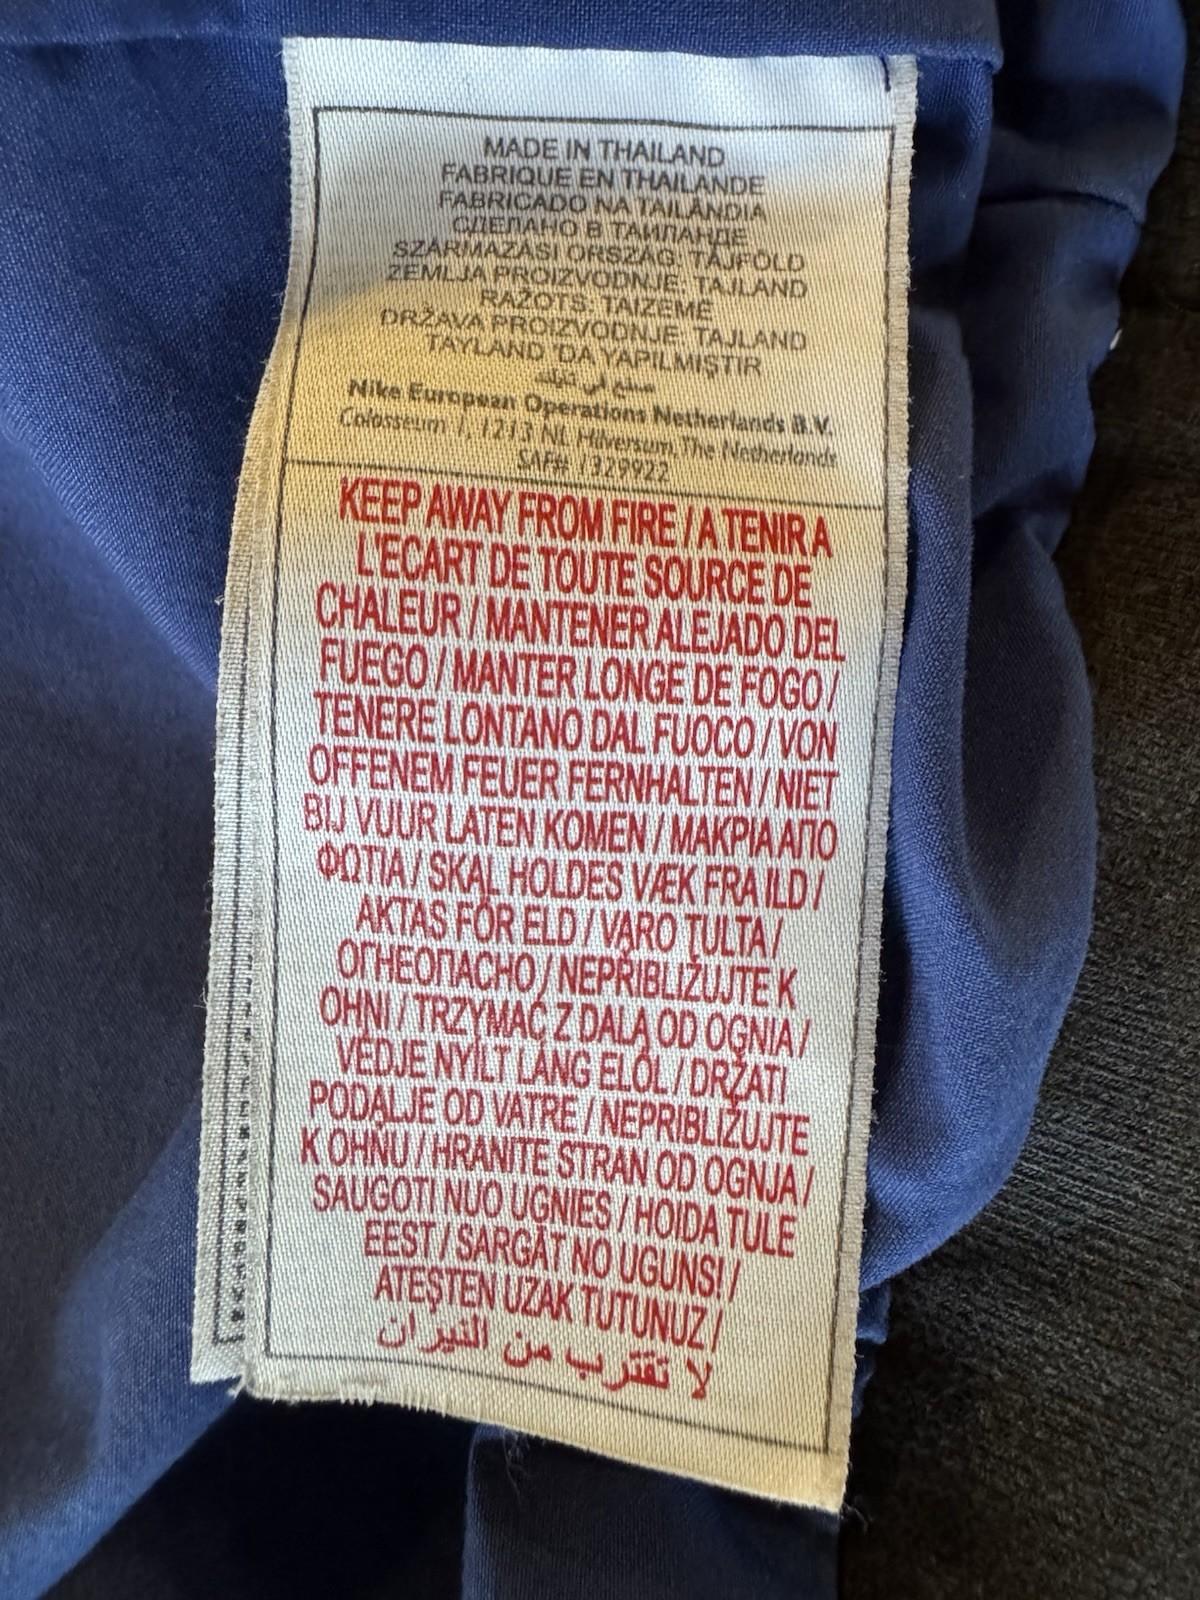 MADE IN THAILAND
FABRIQUE EN THAILANDE
FABRICADO NA TAILÂNDIA
СДЕЛАНО В ТАИЛАНДЕ
SZÁRMAZÁSI ORSZÁG: TÁJFÖLD
ZEMLJA PROIZVODNJE: TAJLAND
RAŽOTS: TAIZEMĒ
DRŽAVA PROIZVODNJE: TAJLAND
TAYLAND 'DA YAPILMIŞTIR
صنع في
Nike European Operations Netherlands B.V.
Colosseum 1, 1213 NL Hilversum, The Netherlands
SAF# 1329922
KEEP AWAY FROM FIRE / A TENIR A
L'ECART DE TOUTE SOURCE DE
CHALEUR / MANTENER ALEJADO DEL
FUEGO / MANTER LONGE DE FOGO /
TENERE LONTANO DAL FUOCO / VON
OFFENEM FEUER FERNHALTEN / NIET
BIJ VUUR LATEN KOMEN / ΜΑΚΡΙΑ ΑΠΟ
ΦΩΤΙΑ / SKAL HOLDES VÆK FRA ILD /
AKTAS FÖR ELD / VARO TULTA /
ОГНЕОПАСНО / NEPŘIBLIŽUJTE K
OHNI / TRZYMAĆ Z DALA OD OGNIA /
VÉDJE NYÍLT LÁNG ELŐL / DRŽATI
PODALJE OD VATRE / NEPRIBLIŽUJTE
K OHŇU / HRANITE STRAN OD OGNJA /
SAUGOTI NUO UGNIES / HOIDA TULE
EEST / SARGĀT NO UGUNS! /
ATEŞTEN UZAK TUTUNUZ /
لا تقترب من النيران